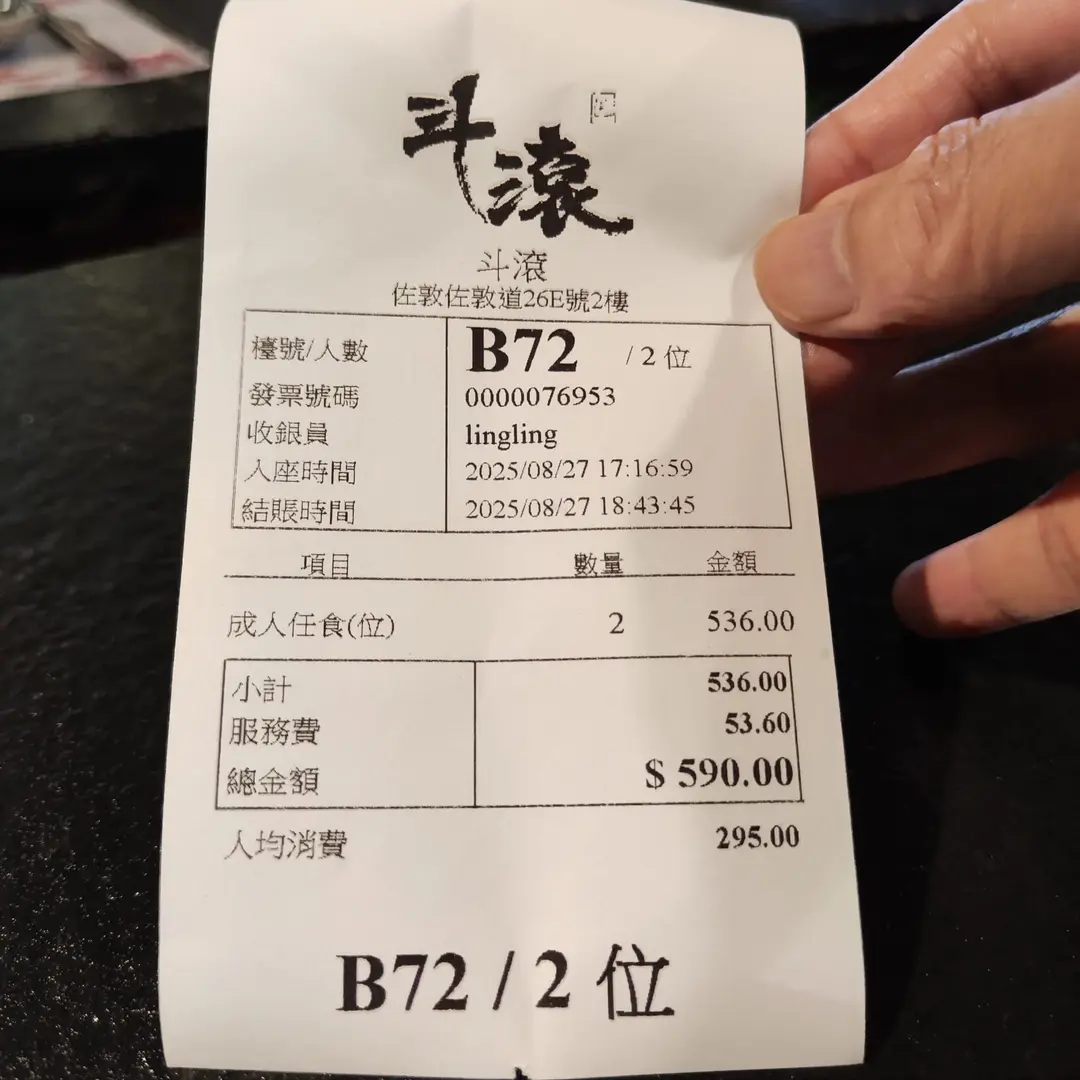 斗滾
斗滾
佐敦佐敦道26E號2樓
檯號/人數 B72 / 2 位
發票號碼 0000076953
收銀員 lingling
入座時間 2025/08/27 17:16:59
結賬時間 2025/08/27 18:43:45
項目 數量 金額
成人任食(位) 2 536.00
小計 536.00
服務費 53.60
總金額 $ 590.00
人均消費 295.00
B72 / 2 位